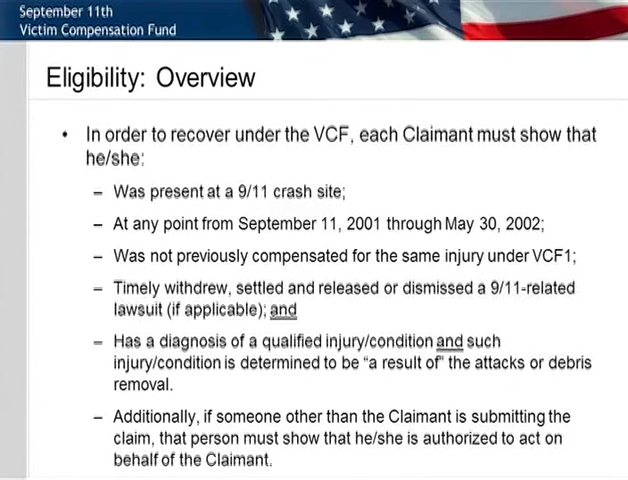 September 11th
Victim Compensation Fund
Eligibility: Overview
• In order to recover under the VCF, each Claimant must show that
he/she:
– Was present at a 9/11 crash site;
– At any point from September 11, 2001 through May 30, 2002;
– Was not previously compensated for the same injury under VCF1;
– Timely withdrew, settled and released or dismissed a 9/11-related
lawsuit (if applicable); and
– Has a diagnosis of a qualified injury/condition and such
injury/condition is determined to be “a result of” the attacks or debris
removal.
– Additionally, if someone other than the Claimant is submitting the
claim, that person must show that he/she is authorized to act on
behalf of the Claimant.